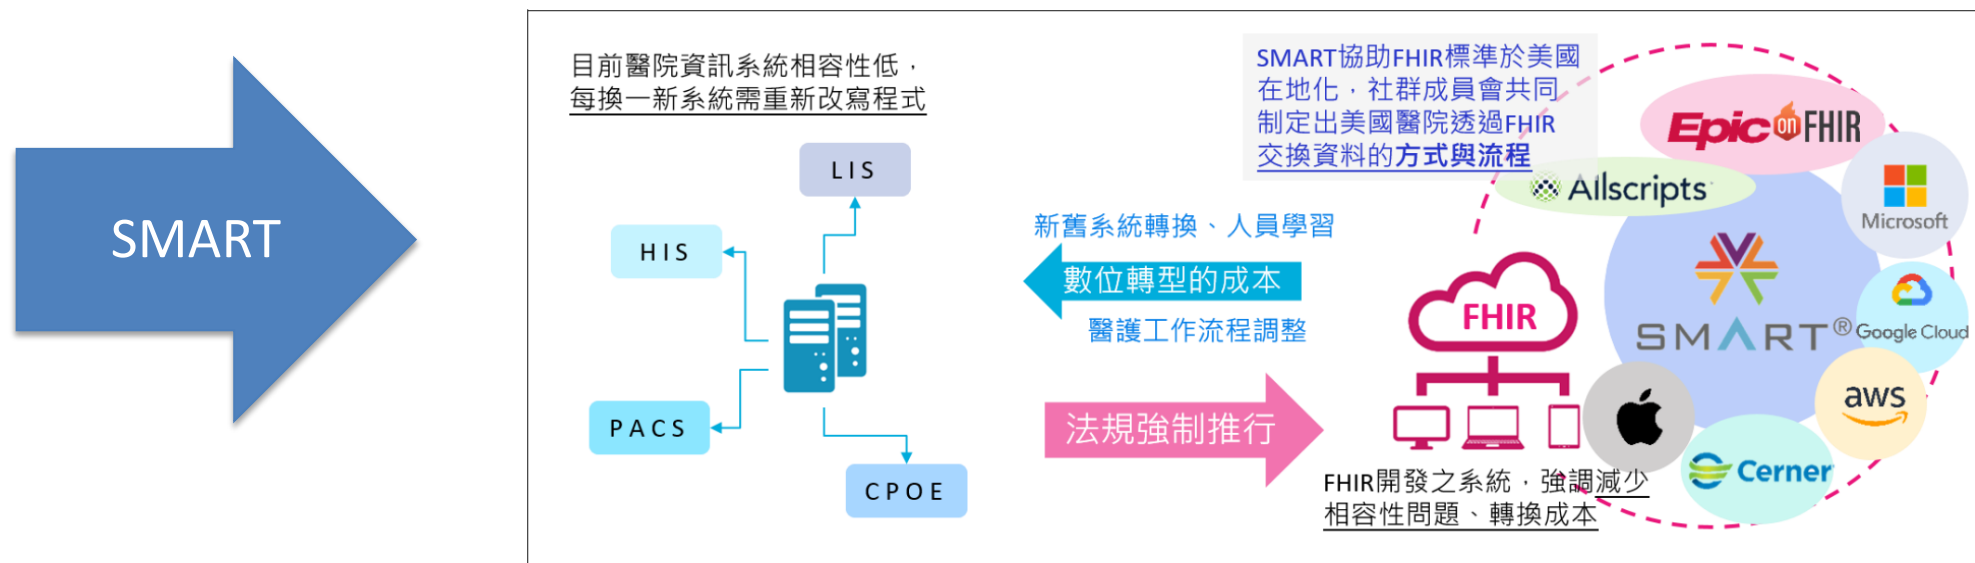 SMART
目前醫院資訊系統相容性低，
每換一新系統需重新改寫程式
LIS
HIS
PACS
CPOE
新舊系統轉換、人員學習
數位轉型的成本
醫護工作流程調整
法規強制推行
SMART協助FHIR標準於美國
在地化，社群成員會共同
制定出美國醫院透過FHIR
交換資料的方式與流程
Epic on FHIR
Allscripts
Microsoft
FHIR
SMART®
Google Cloud
aws
Cerner
FHIR開發之系統，強調減少
相容性問題、轉換成本